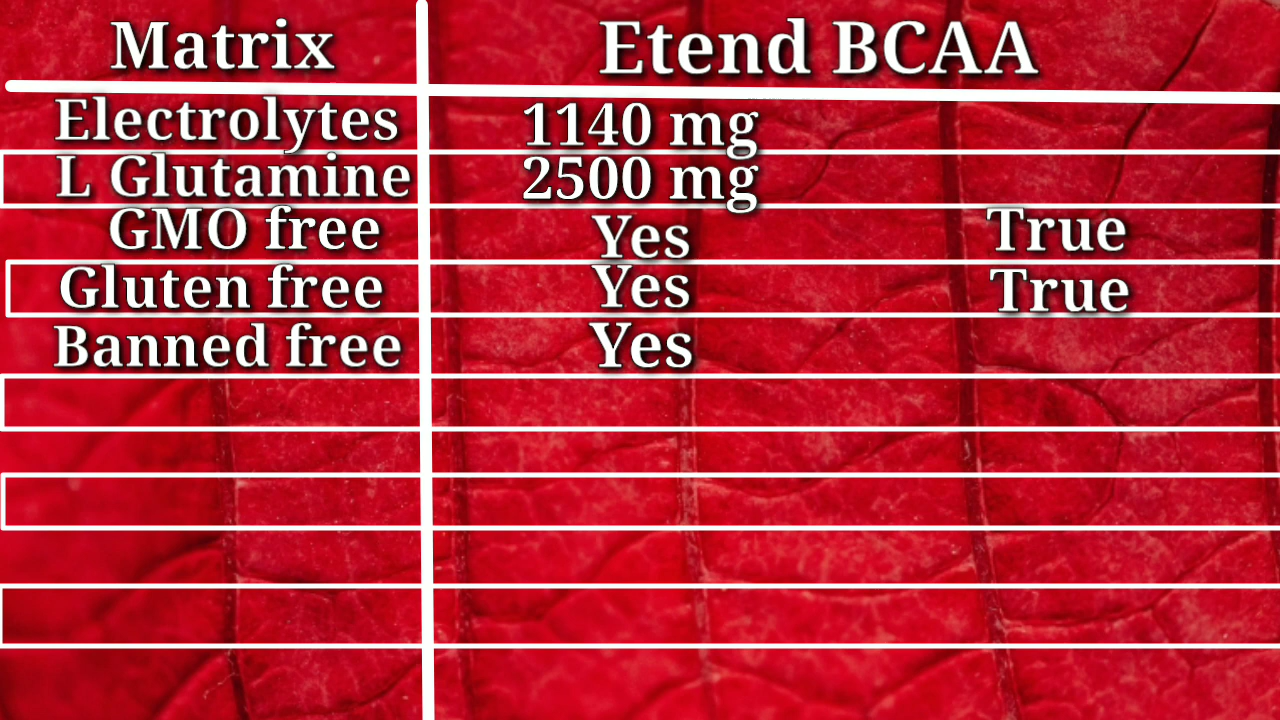 Matrix Etend BCAA
Electrolytes 1140 mg
L Glutamine 2500 mg
GMO free Yes True
Gluten free Yes True
Banned free Yes